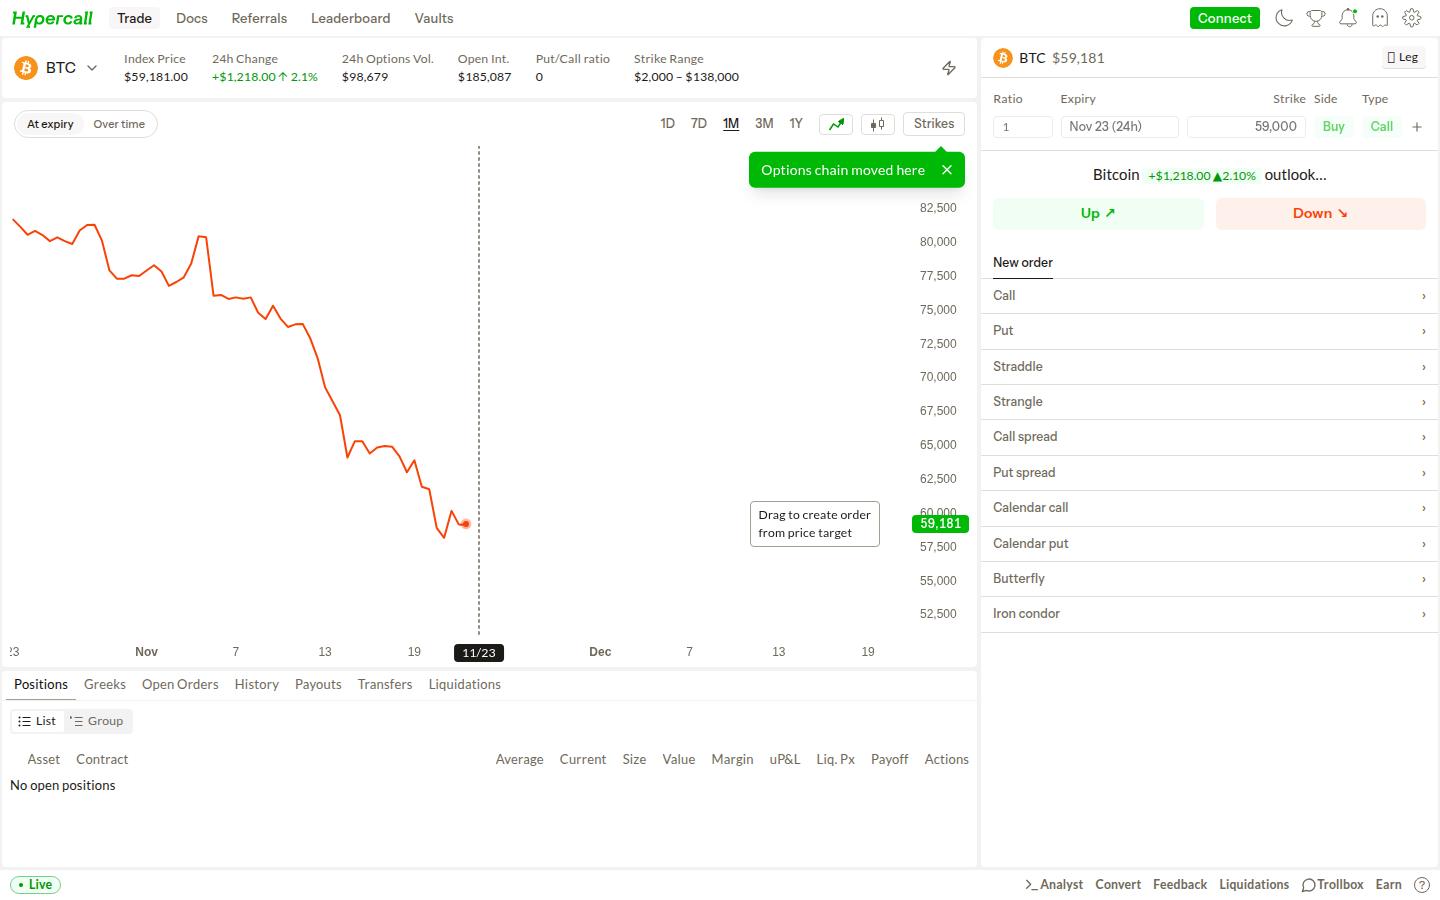 Hypercall
Trade
Docs
Referrals
Leaderboard
Vaults
Connect
BTC
Index Price
$59,181.00
24h Change
+$1,218.00 ↑ 2.1%
24h Options Vol.
$98,679
Open Int.
$185,087
Put/Call ratio
0
Strike Range
$2,000 – $138,000
At expiry
Over time
1D
7D
1M
3M
1Y
Strikes
Options chain moved here
82,500
80,000
77,500
75,000
72,500
70,000
67,500
65,000
62,500
60,000
59,181
57,500
55,000
52,500
Drag to create order
from price target
23
Nov
7
13
19
11/23
Dec
7
13
19
BTC $59,181
Leg
Ratio
Expiry
Strike
Side
Type
1
Nov 23 (24h)
59,000
Buy
Call
+
Bitcoin +$1,218.00 ▲2.10% outlook...
Up ↗
Down ↘
New order
Call ›
Put ›
Straddle ›
Strangle ›
Call spread ›
Put spread ›
Calendar call ›
Calendar put ›
Butterfly ›
Iron condor ›
Positions
Greeks
Open Orders
History
Payouts
Transfers
Liquidations
List
Group
Asset
Contract
Average
Current
Size
Value
Margin
uP&L
Liq. Px
Payoff
Actions
No open positions
Live
Analyst
Convert
Feedback
Liquidations
Trollbox
Earn
?